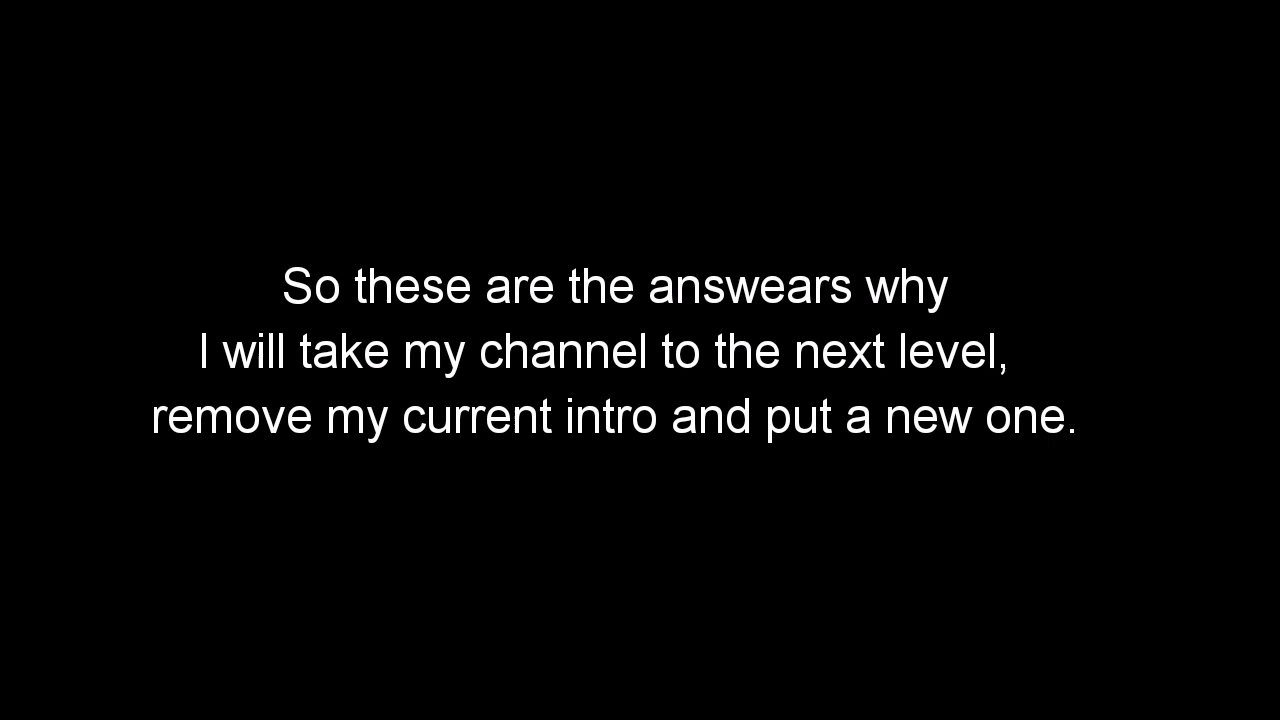 So these are the answears why
I will take my channel to the next level,
remove my current intro and put a new one.